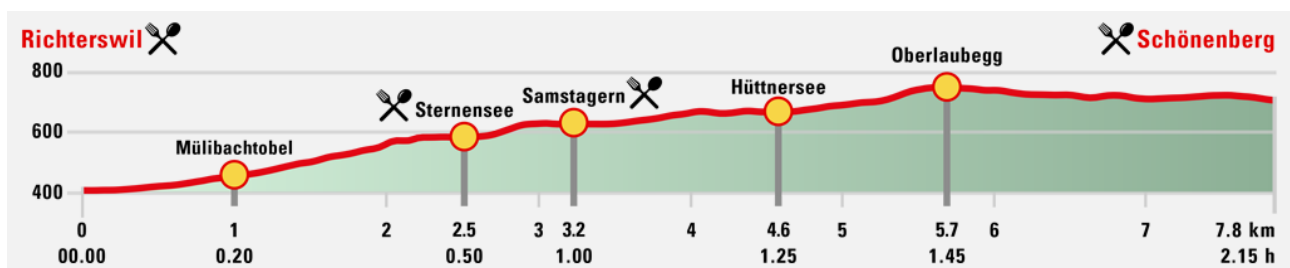 Richterswil
Schönenberg
Oberlaubegg
800
Hüttnersee
Samstagern
Sternensee
600
Mülibachtobel
400
0 1 2 2.5 3 3.2 4 4.6 5 5.7 6 7 7.8 km
00.00 0.20 0.50 1.00 1.25 1.45 2.15 h